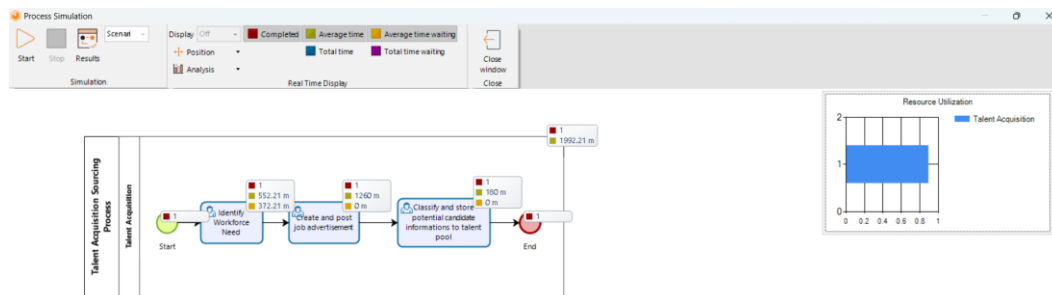 Process Simulation
Scenari
Display Off
Completed
Average time
Average time waiting
Position
Total time
Total time waiting
Analysis
Start
Stop
Results
Close
window
Simulation
Real Time Display
Close
Resource Utilization
Talent Acquisition
2
1
0
0 0.2 0.4 0.6 0.8 1
1
1992.21 m
Talent Acquisition Sourcing
Process
Talent Acquisition
1
Start
1
552.21 m
372.21 m
Identify
Workforce
Need
1
1260 m
0 m
Create and post
job advertisement
1
180 m
0 m
Classify and store
potential candidate
informations to talent
pool
1
End